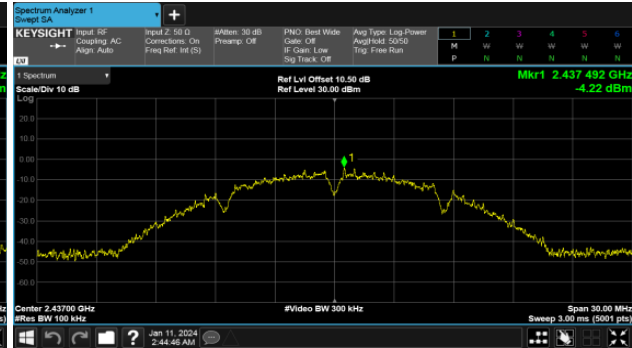 Spectrum Analyzer 1
Swept SA
KEYSIGHT
Input: RF
Coupling: AC
Align: Auto
Input Z: 50 Ω
Corrections: On
Freq Ref: Int (S)
#Atten: 30 dB
Preamp: Off
PNO: Best Wide
Gate: Off
IF Gain: Low
Sig Track: Off
Avg Type: Log-Power
Avg|Hold: 50/50
Trig: Free Run
1 2 3 4 5 6
M W W W W W
P N N N N N
LXI
1 Spectrum
Scale/Div 10 dB
Ref Lvl Offset 10.50 dB
Ref Level 30.00 dBm
Mkr1 2.437 492 GHz
-4.22 dBm
Log
20.0
10.0
0.00
-10.0
-20.0
-30.0
-40.0
-50.0
-60.0
1
Center 2.43700 GHz
#Res BW 100 kHz
#Video BW 300 kHz
Span 30.00 MHz
Sweep 3.00 ms (5001 pts)
?
Jan 11, 2024
2:44:46 AM